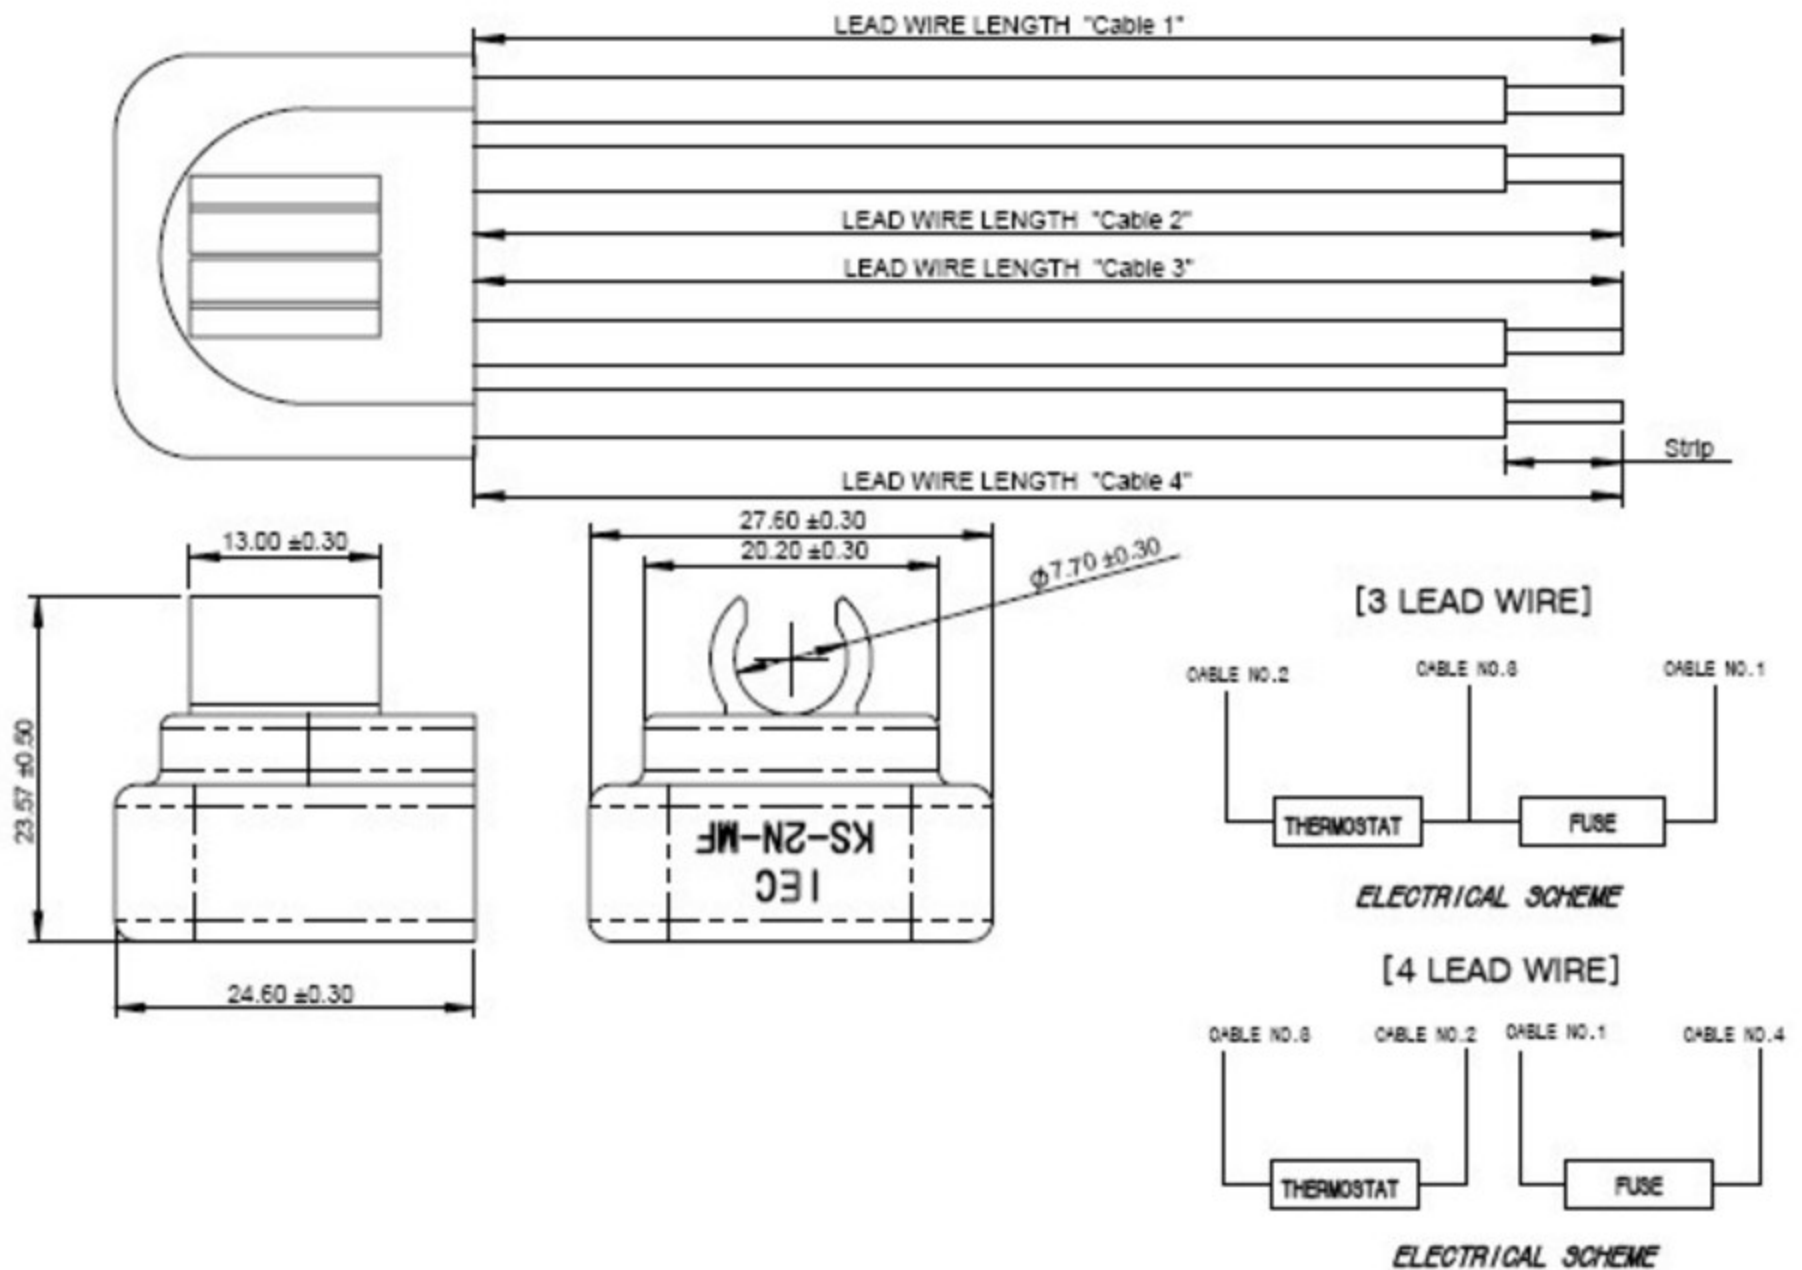 LEAD WIRE LENGTH "Cable 1"
LEAD WIRE LENGTH "Cable 2"
LEAD WIRE LENGTH "Cable 3"
Strip
LEAD WIRE LENGTH "Cable 4"
13.00 ±0.30
27.60 ±0.30
20.20 ±0.30
ϕ7.70 ±0.30
23.57 ±0.50
KS-2N-MF
IEC
24.60 ±0.30
[3 LEAD WIRE]
CABLE NO.2 CABLE NO.3 CABLE NO.1
THERMOSTAT FUSE
ELECTRICAL SCHEME
[4 LEAD WIRE]
CABLE NO.3 CABLE NO.2 CABLE NO.1 CABLE NO.4
THERMOSTAT FUSE
ELECTRICAL SCHEME